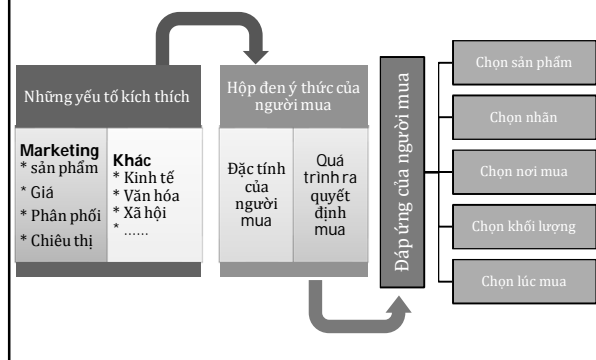 Những yếu tố kích thích
Marketing
* sản phẩm
* Giá
* Phân phối
* Chiêu thị
Khác
* Kinh tế
* Văn hóa
* Xã hội
* ……
Hộp đen ý thức của
người mua
Đặc tính
của
người
mua
Quá
trình ra
quyết
định
mua
Đáp ứng của người mua
Chọn sản phẩm
Chọn nhãn
Chọn nơi mua
Chọn khối lượng
Chọn lúc mua